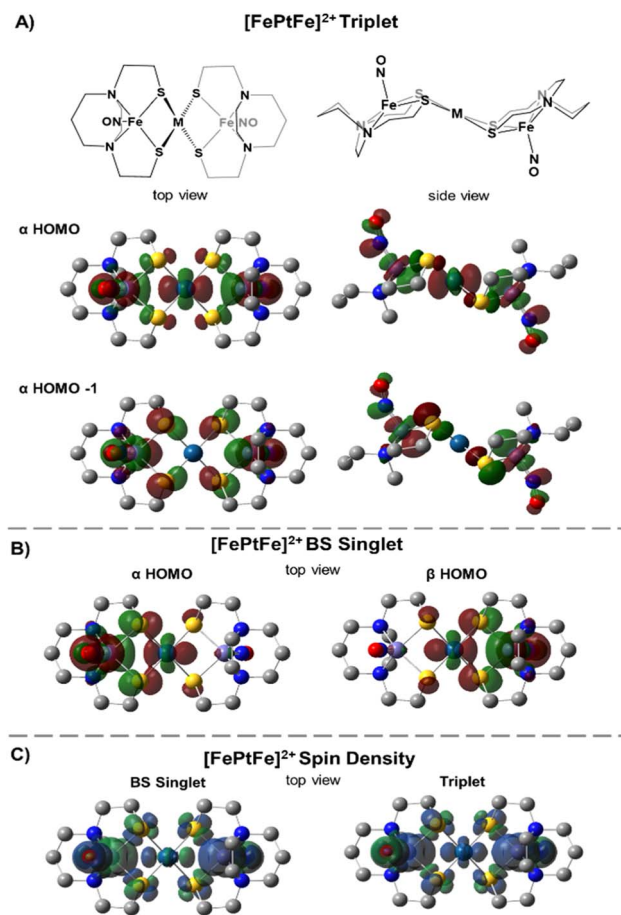 A) [FePtFe]²⁺ Triplet
N
S
S
N
ON
Fe
M
Fe
NO
N
S
S
N
O
N
Fe
S
M
S
S
N
N
Fe
N
O
top view
side view
α HOMO
α HOMO -1
B) [FePtFe]²⁺ BS Singlet
α HOMO
top view
β HOMO
C) [FePtFe]²⁺ Spin Density
BS Singlet
top view
Triplet